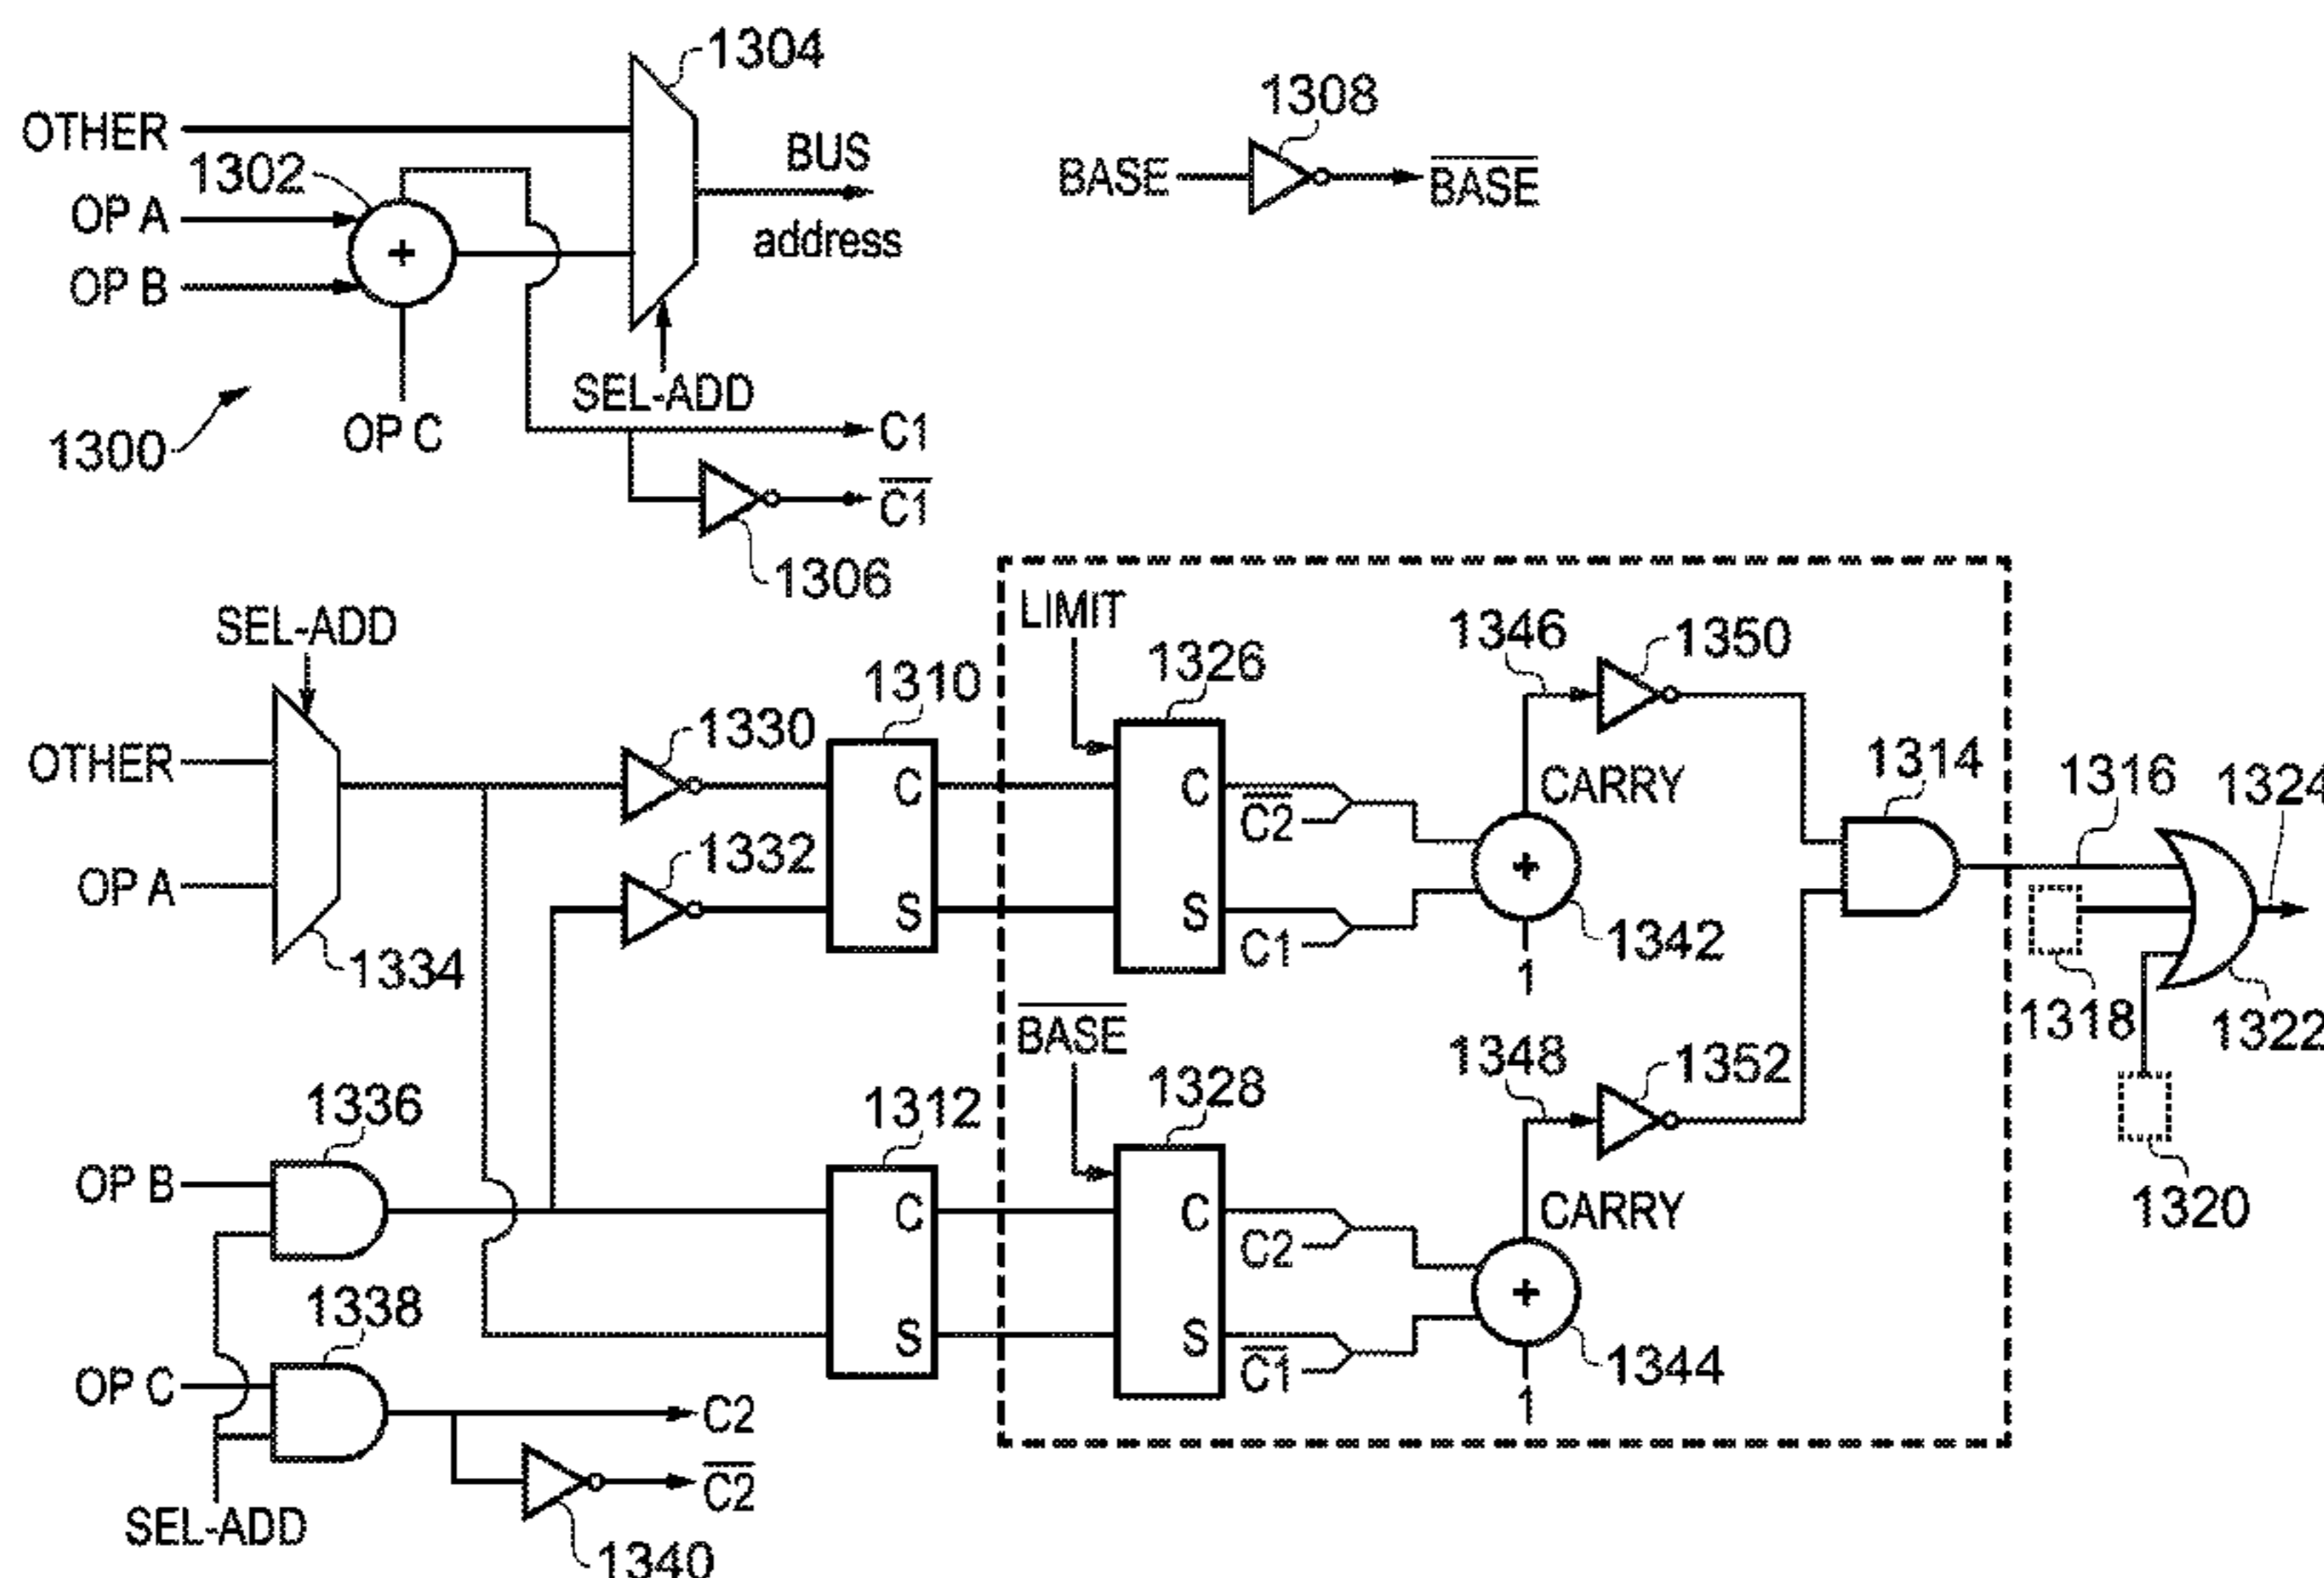 1304
OTHER
1302
OP A
OP B
+
OP C
BUS
address
SEL-ADD
1300
C1
C1
1306
1308
BASE
BASE
SEL-ADD
OTHER
OP A
1334
1330
1332
1310
C
S
LIMIT
1326
C
S
C2
C1
1346
1350
CARRY
+
1342
1
1314
1316
1324
1318
1322
1320
OP B
1336
OP C
1338
SEL-ADD
C2
C2
1340
1312
C
S
BASE
1328
C
S
C2
C1
1348
1352
CARRY
+
1344
1